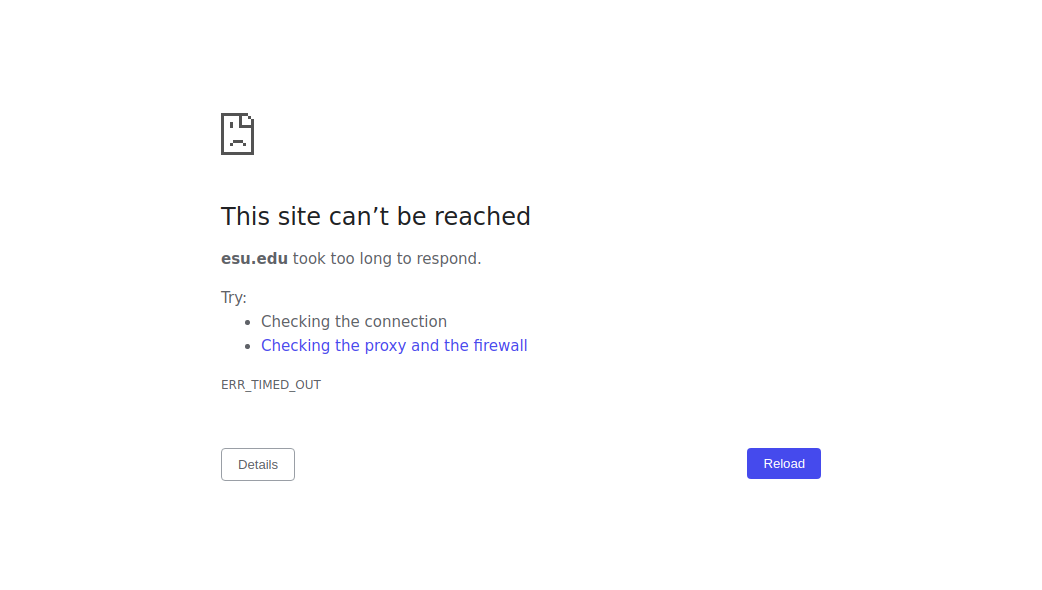 This site can’t be reached
esu.edu took too long to respond.
Try:
Checking the connection
Checking the proxy and the firewall
ERR_TIMED_OUT
Details
Reload